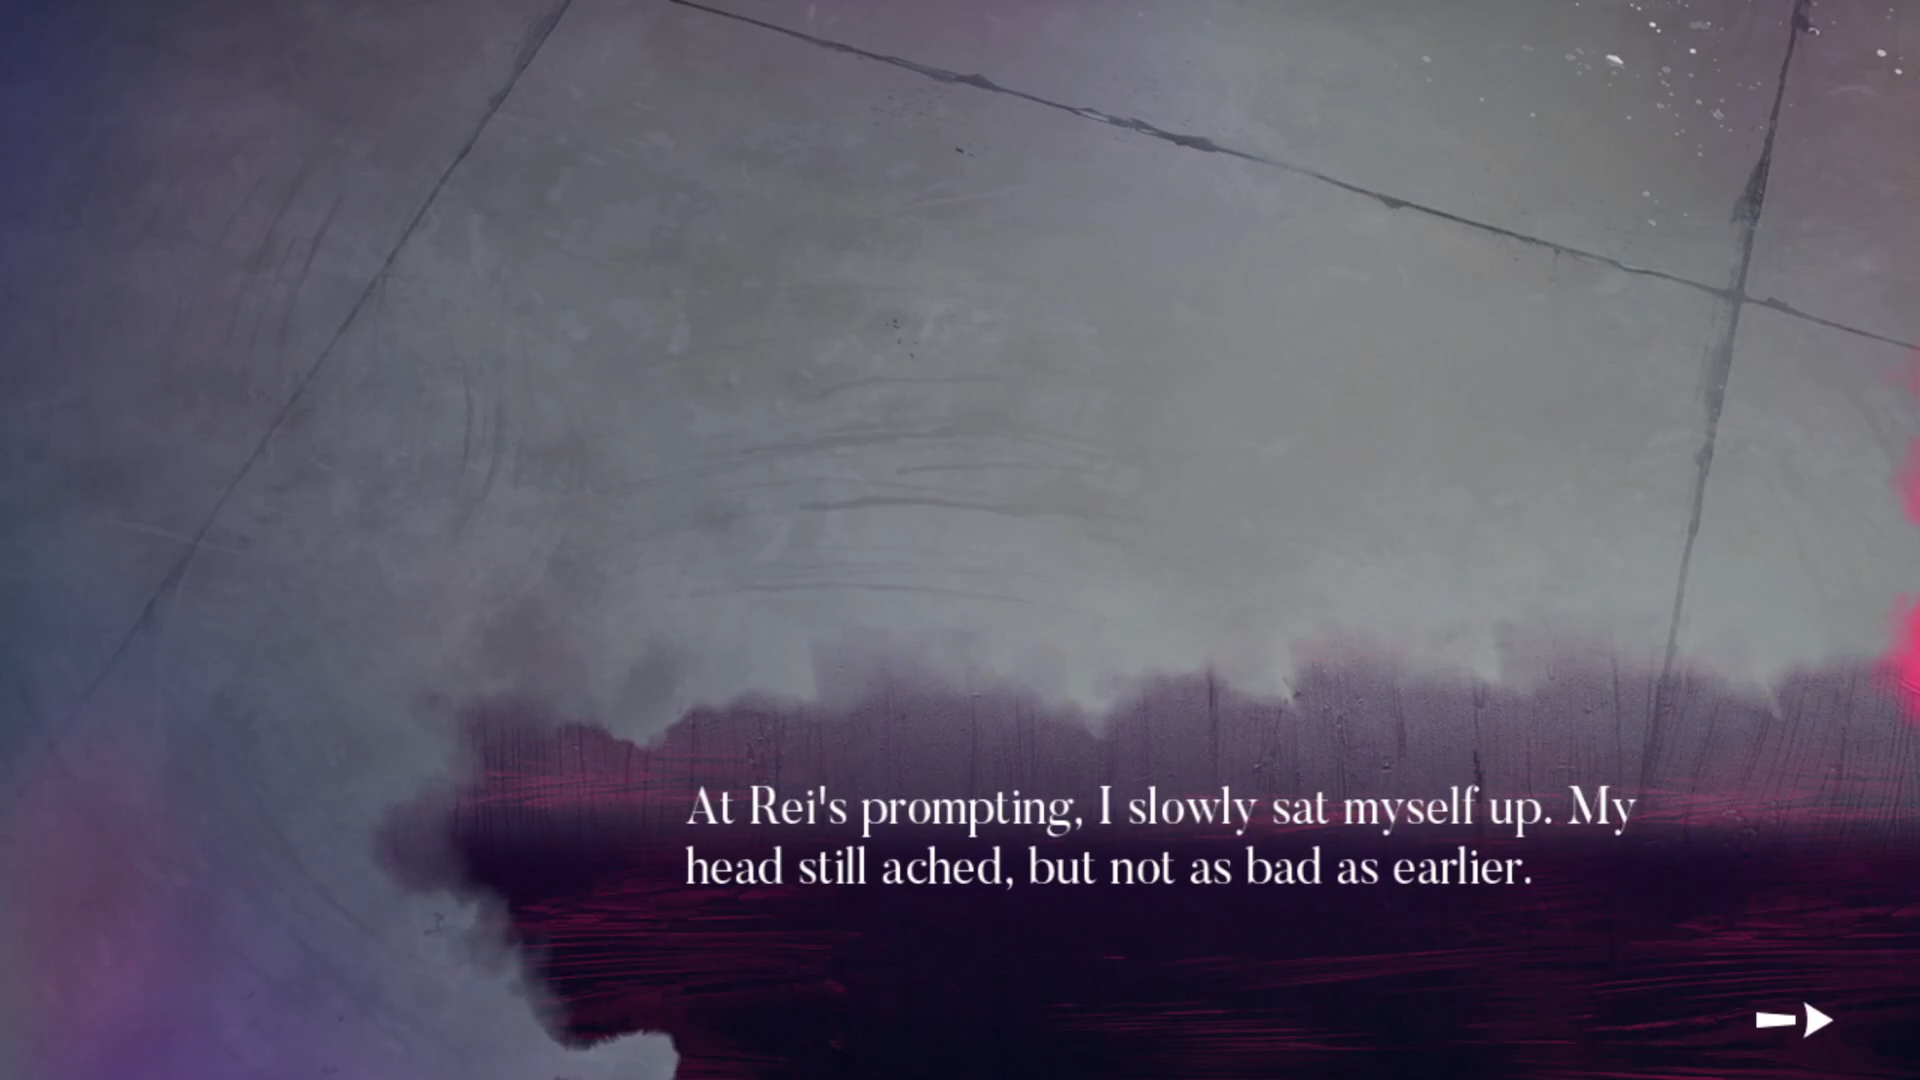 At Rei's prompting, I slowly sat myself up. My
head still ached, but not as bad as earlier.